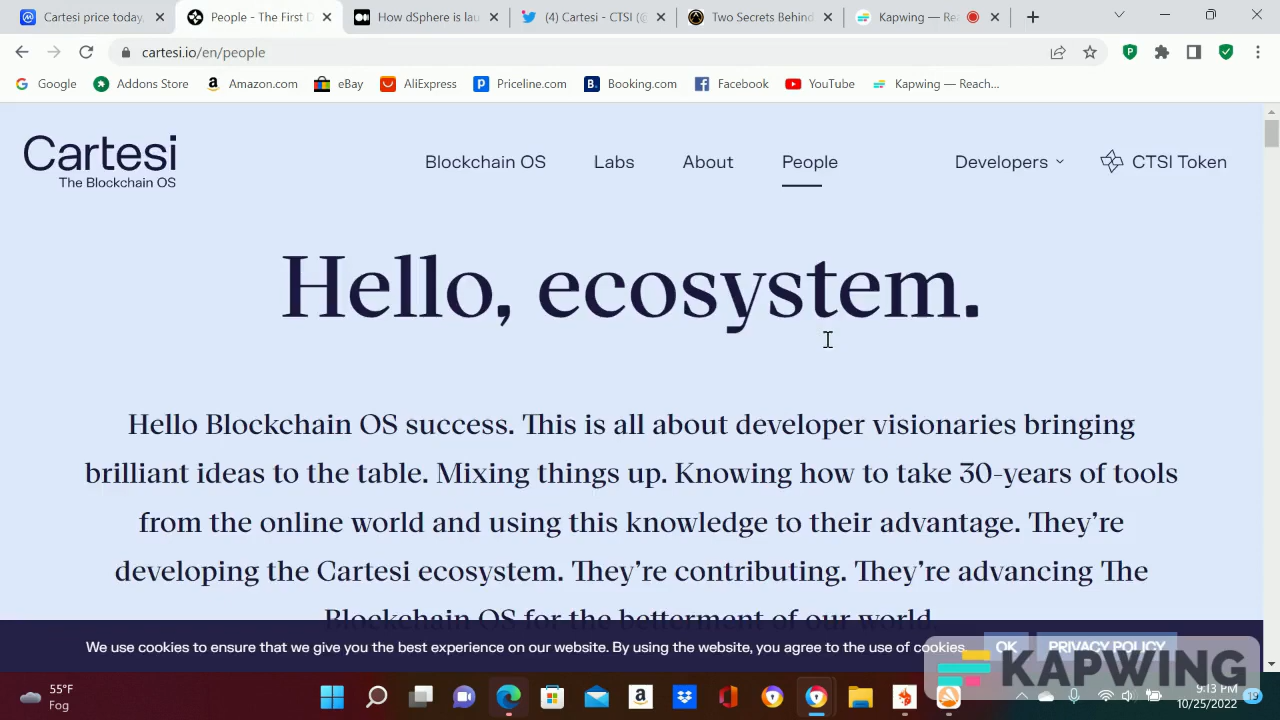 Cartesi price today,
People - The First D
How dSphere is lau
(4) Cartesi - CTSI (@
Two Secrets Behind
Kapwing — Rea
cartesi.io/en/people
Google
Addons Store
Amazon.com
eBay
AliExpress
Priceline.com
Booking.com
Facebook
YouTube
Kapwing — Reach...
Cartesi
The Blockchain OS
Blockchain OS
Labs
About
People
Developers
CTSI Token
Hello, ecosystem.
Hello Blockchain OS success. This is all about developer visionaries bringing
brilliant ideas to the table. Mixing things up. Knowing how to take 30-years of tools
from the online world and using this knowledge to their advantage. They’re
developing the Cartesi ecosystem. They’re contributing. They’re advancing The
Blockchain OS for the betterment of our world.
We use cookies to ensure that we give you the best experience on our website. By using the website, you agree to the use of cookies.
OK
PRIVACY POLICY
KAPWING
55°F
Fog
9:13 PM
10/25/2022
19